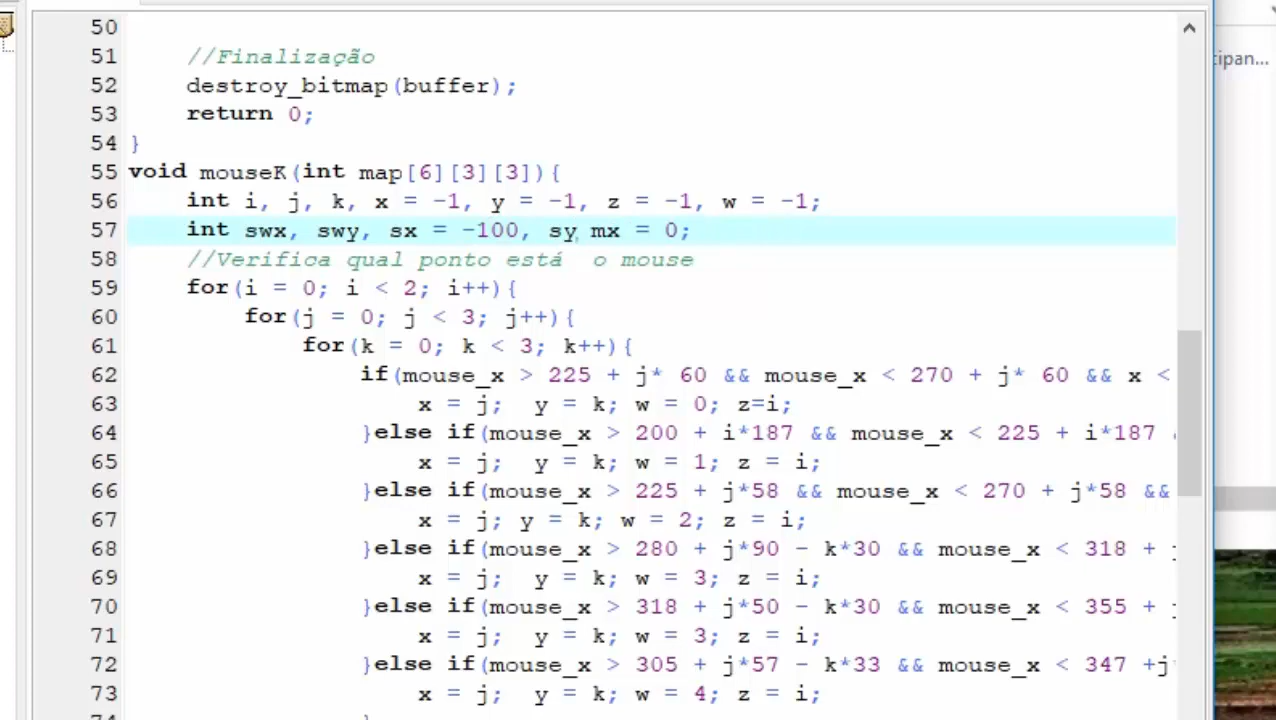 50
51 //Finalização
cipan...
52 destroy_bitmap(buffer);
53 return 0;
54 }
55 void mouseK(int map[6][3][3]){
56 int i, j, k, x = -1, y = -1, z = -1, w = -1;
57 int swx, swy, sx = -100, sy, mx = 0;
58 //Verifica qual ponto está  o mouse
59 for(i = 0; i < 2; i++){
60 for(j = 0; j < 3; j++){
61 for(k = 0; k < 3; k++){
62 if(mouse_x > 225 + j* 60 && mouse_x < 270 + j* 60 && x <
63 x = j;  y = k; w = 0; z=i;
64 }else if(mouse_x > 200 + i*187 && mouse_x < 225 + i*187
65 x = j;  y = k; w = 1; z = i;
66 }else if(mouse_x > 225 + j*58 && mouse_x < 270 + j*58 &&
67 x = j; y = k; w = 2; z = i;
68 }else if(mouse_x > 280 + j*90 - k*30 && mouse_x < 318 +
69 x = j;  y = k; w = 3; z = i;
70 }else if(mouse_x > 318 + j*50 - k*30 && mouse_x < 355 +
71 x = j;  y = k; w = 3; z = i;
72 }else if(mouse_x > 305 + j*57 - k*33 && mouse_x < 347 +j
73 x = j;  y = k; w = 4; z = i;